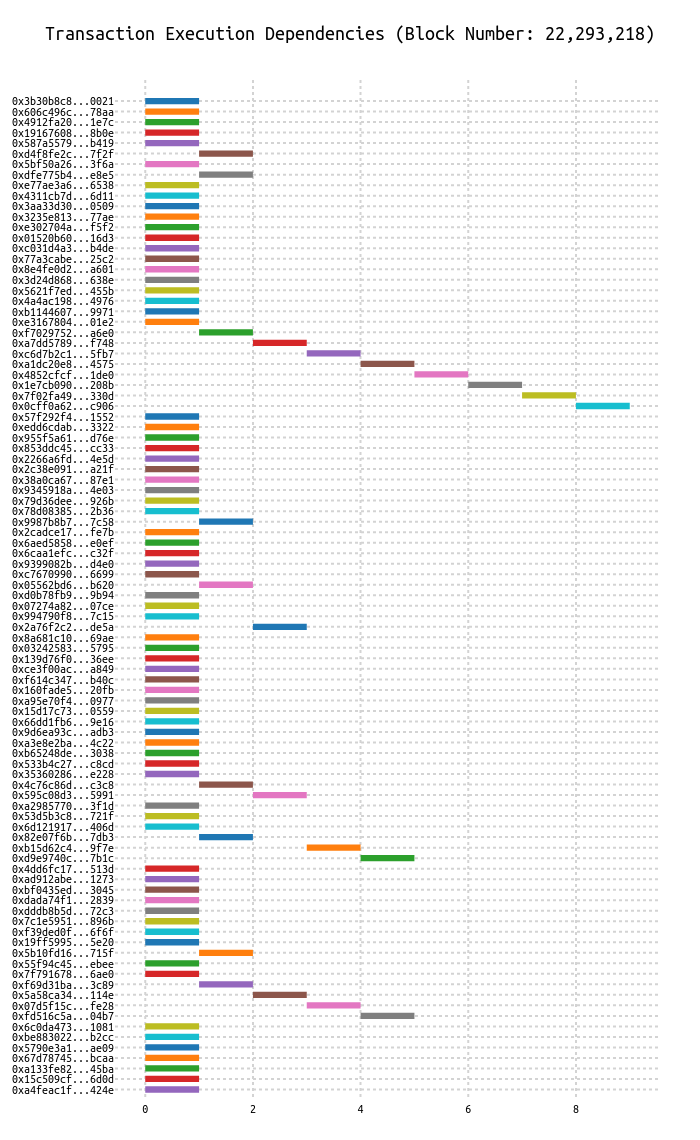 Transaction Execution Dependencies (Block Number: 22,293,218)
0x3b30b8c8...0021
0x606c496c...78aa
0x4912fa20...1e7c
0x19167608...8b0e
0x587a5579...b419
0xd4f8fe2c...7f2f
0x5bf50a26...3f6a
0xdfe775b4...e8e5
0xe77ae3a6...6538
0x4311cb7d...6d11
0x3aa33d30...0509
0x3235e813...77ae
0xe302704a...f5f2
0x01520b60...16d3
0xc031d4a3...b4de
0x77a3cabe...25c2
0x8e4fe0d2...a601
0x3d24d868...638e
0x5621f7ed...455b
0x4a4ac198...4976
0xb1144607...9971
0xe3167804...01e2
0xf7029752...a6e0
0xa7dd5789...f748
0xc6d7b2c1...5fb7
0xa1dc20e8...4575
0x4852cfcf...1de0
0x1e7cb090...208b
0x7f02fa49...330d
0x0cff0a62...c906
0x57f292f4...1552
0xedd6cdab...3322
0x955f5a61...d76e
0x853ddc45...cc33
0x2266a6fd...4e5d
0x2c38e091...a21f
0x38a0ca67...87e1
0x9345918a...4e03
0x79d36dee...926b
0x78d08385...2b36
0x9987b8b7...7c58
0x2cadce17...fe7b
0x6aed5858...e0ef
0x6caa1efc...c32f
0x9399082b...d4e0
0xc7670990...6699
0x05562bd6...b620
0xd0b78fb9...9b94
0x07274a82...07ce
0x994790f8...7c15
0x2a76f2c2...de5a
0x8a681c10...69ae
0x03242583...5795
0x139d76f0...36ee
0xce3f00ac...a849
0xf614c347...b40c
0x160fade5...20fb
0xa95e70f4...0977
0x15d17c73...0559
0x66dd1fb6...9e16
0x9d6ea93c...adb3
0xa3e8e2ba...4c22
0xb65248de...3038
0x533b4c27...c8cd
0x35360286...e228
0x4c76c86d...c3c8
0x595c08d3...5991
0xa2985770...3f1d
0x53d5b3c8...721f
0x6d121917...406d
0x82e07f6b...7db3
0xb15d62c4...9f7e
0xd9e9740c...7b1c
0x4dd6fc17...513d
0xad912abe...1273
0xbf0435ed...3045
0xdada74f1...2839
0xdddb8b5d...72c3
0x7c1e5951...896b
0xf39ded0f...6f6f
0x19ff5995...5e20
0x5b10fd16...715f
0x55f94c45...ebee
0x7f791678...6ae0
0xf69d31ba...3c89
0x5a58ca34...114e
0x07d5f15c...fe28
0xfd516c5a...04b7
0x6c0da473...1081
0xbe883022...b2cc
0x5790e3a1...ae09
0x67d78745...bcaa
0xa133fe82...45ba
0x15c509cf...6d0d
0xa4feac1f...424e
0 2 4 6 8